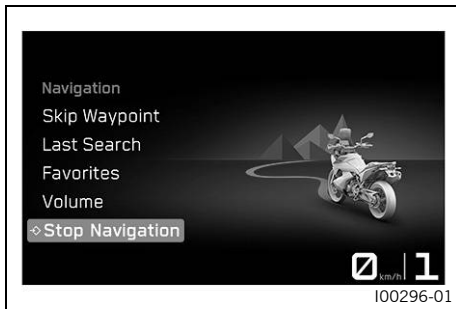 Navigation
Skip Waypoint
Last Search
Favorites
Volume
Stop Navigation
0 km/h 1
I00296-01